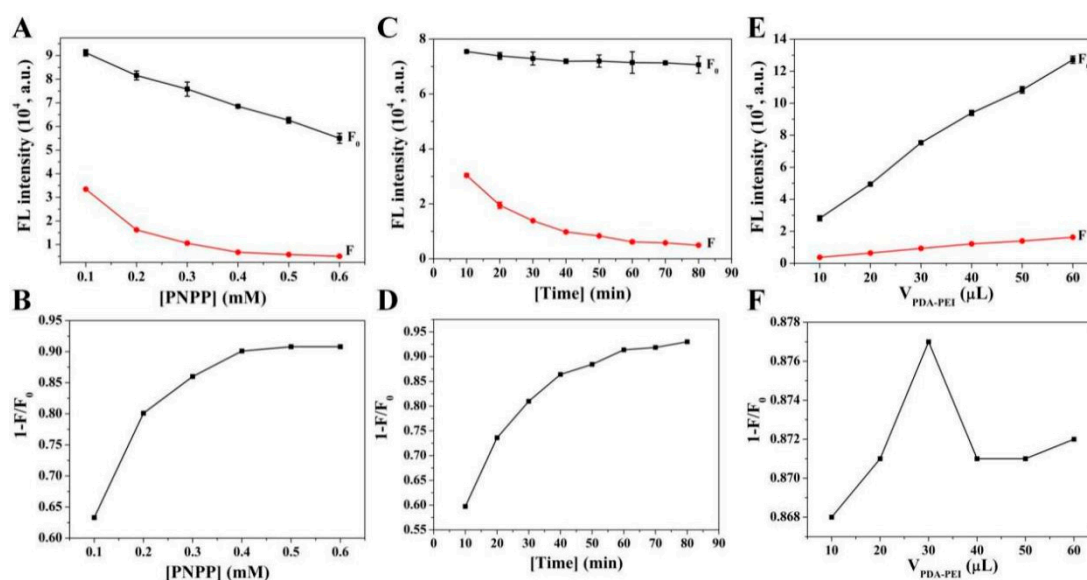 A
FL intensity (10⁴, a.u.)
9
8
7
6
5
4
3
2
1
F₀
F
0.1 0.2 0.3 0.4 0.5 0.6
[PNPP] (mM)
C
FL intensity (10⁴, a.u.)
8
6
4
2
0
F₀
F
0 10 20 30 40 50 60 70 80 90
[Time] (min)
E
FL intensity (10⁴, a.u.)
14
12
10
8
6
4
2
0
F
F
10 20 30 40 50 60
V_PDA-PEI (μL)
B
1-F/F₀
0.95
0.90
0.85
0.80
0.75
0.70
0.65
0.60
0.1 0.2 0.3 0.4 0.5 0.6
[PNPP] (mM)
D
1-F/F₀
0.95
0.90
0.85
0.80
0.75
0.70
0.65
0.60
0.55
0 10 20 30 40 50 60 70 80 90
[Time] (min)
F
1-F/F₀
0.878
0.876
0.874
0.872
0.870
0.868
10 20 30 40 50 60
V_PDA-PEI (μL)